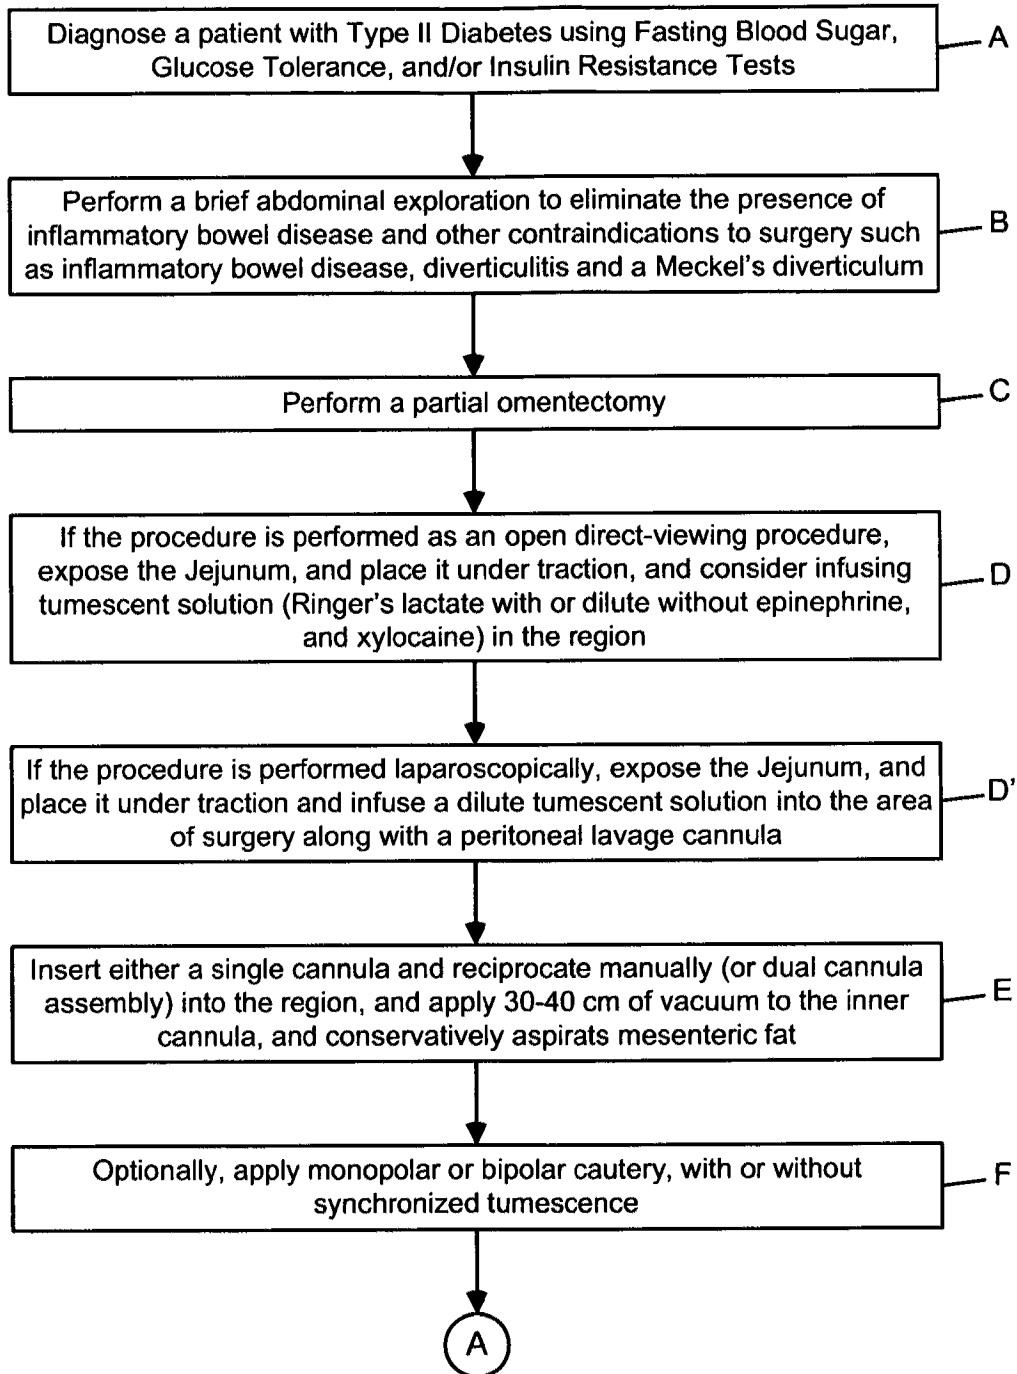 Diagnose a patient with Type II Diabetes using Fasting Blood Sugar,
Glucose Tolerance, and/or Insulin Resistance Tests
A
Perform a brief abdominal exploration to eliminate the presence of
inflammatory bowel disease and other contraindications to surgery such
as inflammatory bowel disease, diverticulitis and a Meckel's diverticulum
B
Perform a partial omentectomy
C
If the procedure is performed as an open direct-viewing procedure,
expose the Jejunum, and place it under traction, and consider infusing
tumescent solution (Ringer's lactate with or dilute without epinephrine,
and xylocaine) in the region
D
If the procedure is performed laparoscopically, expose the Jejunum, and
place it under traction and infuse a dilute tumescent solution into the area
of surgery along with a peritoneal lavage cannula
D'
Insert either a single cannula and reciprocate manually (or dual cannula
assembly) into the region, and apply 30-40 cm of vacuum to the inner
cannula, and conservatively aspirats mesenteric fat
E
Optionally, apply monopolar or bipolar cautery, with or without
synchronized tumescence
F
A